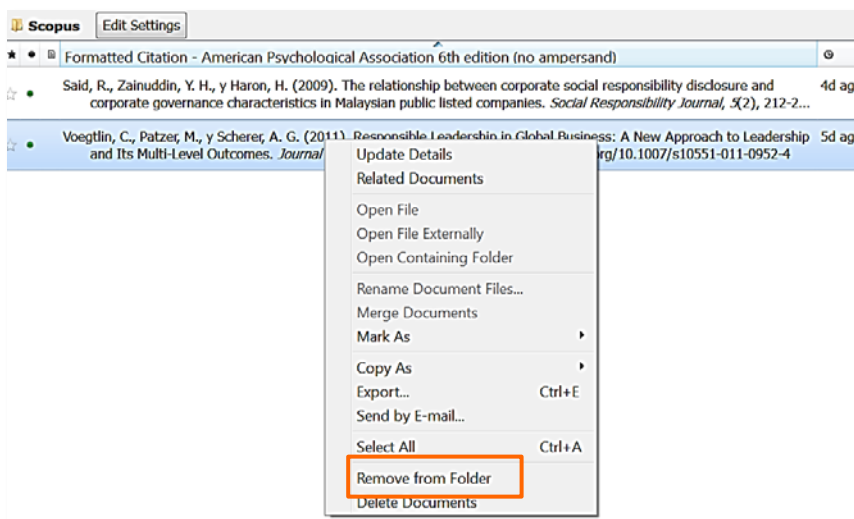 Scopus Edit Settings
Formatted Citation - American Psychological Association 6th edition (no ampersand)
Said, R., Zainuddin, Y. H., y Haron, H. (2009). The relationship between corporate social responsibility disclosure and 4d ag
corporate governance characteristics in Malaysian public listed companies. Social Responsibility Journal, 5(2), 212-2...
Voegtlin, C., Patzer, M., y Scherer, A. G. (2011). Responsible Leadership in Global Business: A New Approach to Leadership 5d ag
and Its Multi-Level Outcomes. Journal rg/10.1007/s10551-011-0952-4
Update Details
Related Documents
Open File
Open File Externally
Open Containing Folder
Rename Document Files...
Merge Documents
Mark As
Copy As
Export... Ctrl+E
Send by E-mail...
Select All Ctrl+A
Remove from Folder
Delete Documents